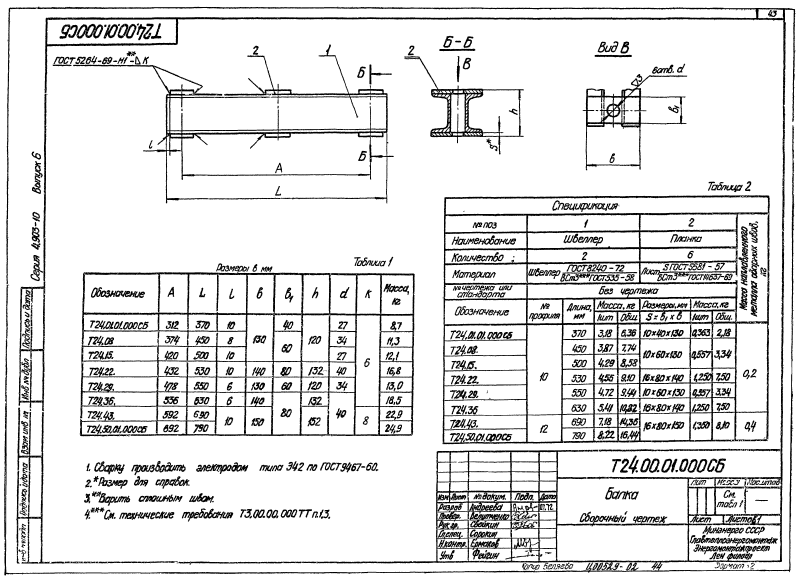 43
Т24.00.01.000СБ
ГОСТ 5264-69-Н1**-△К
2
1
Б
Б
l
А
L
Б-Б
2
В
h
S*
Вид В
6отв. d
3
в₁
в
Серия 4.903-10 Выпуск 6
Размеры в мм
Таблица 1
Обозначение А L l в в₁ h d К Масса, кг
Т24.01.01.000СБ 312 370 10 130 40 120 27 6 8,7
Т24.08 374 450 8 60 34 11,3
Т24.15. 420 500 10 27 12,1
Т24.22. 432 530 10 140 80 132 40 16,8
Т24.29. 478 550 6 130 60 120 34 13,0
Т24.36. 556 630 6 140 80 132 40 18,5
Т24.43. 592 690 10 150 152 8 22,9
Т24.50.01.000СБ 692 790 24,9
Таблица 2
Спецификация
№ поз 1 2
Наименование Швеллер Планка
Количество 2 6
Материал Швеллер ГОСТ 8240-72 / ВСт3***ГОСТ 535-58 Лист S ГОСТ 5681-57 / ВСт3***ГОСТ 14637-69
№ чертежа или стандарта без чертежа
Обозначение № профиля Длина, мм Масса, кг Размеры, мм Масса, кг
1шт Общ. S × в₁ × в 1шт Общ.
Масса наплавленного металла сварных швов, кг
Т24.01.01.000СБ 10 370 3,18 6,36 10×40×130 0,363 2,18 0,2
Т24.08. 450 3,87 7,74 10×60×130 0,557 3,34
Т24.15. 500 4,29 8,58
Т24.22. 530 4,55 9,10 16×80×140 1,250 7,50
Т24.29. 550 4,72 9,44 10×60×130 0,557 3,34
Т24.36 630 5,41 10,82 16×80×140 1,250 7,50
Т24.43. 12 690 7,18 14,36 16×80×150 1,350 8,10 0,4
Т24.50.01.000СБ 790 8,22 16,44
1. Сварку производить электродом типа Э42 по ГОСТ 9467-60.
2.*Размер для справок.
3.**Варить сплошным швом.
4.***См. технические требования Т3.00.00.000ТТ п.1,3.
Т24.00.01.000СБ
Балка
Сборочный чертеж
Лит Масса Масштаб
См. табл 1
—
Лист Листов 1
Минэнерго СССР
Главтеплоэнергомонтаж
Энергомонтажпроект
Лен филиал
Изм Лист № докум. Подп. Дата
Разраб Андреева
Провер.
Рук.гр.
Гл.спец. Сорокин
Н.контр. Ермаков
Утв Фейгин
Подпись и дата
Инв № дубл
Взам инв №
Подпись и дата
Инв № подл
Копир Беляева Ц00529-02 44 Формат 12